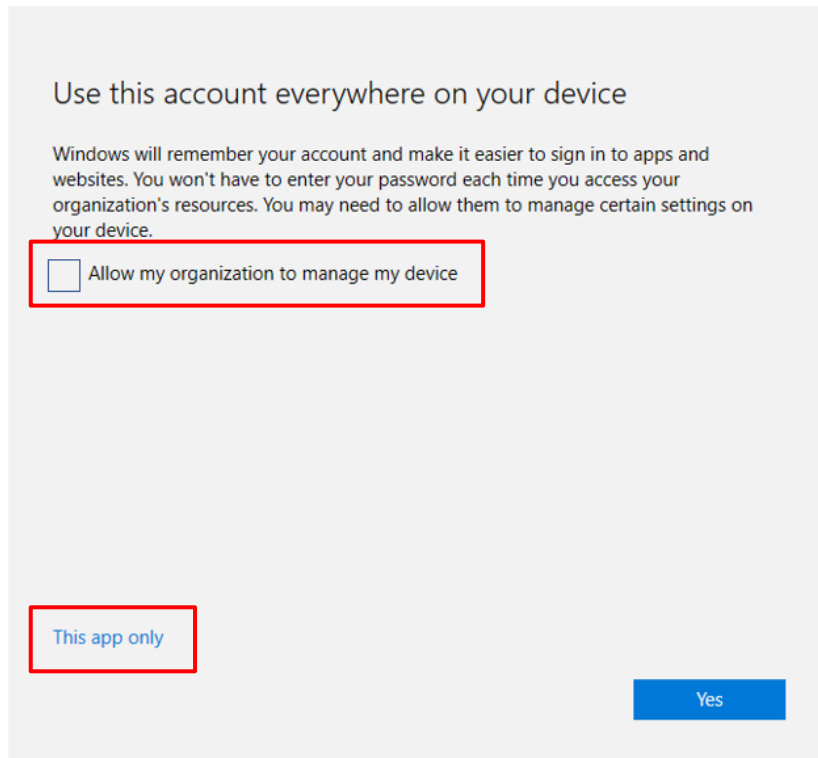 Use this account everywhere on your device
Windows will remember your account and make it easier to sign in to apps and
websites. You won't have to enter your password each time you access your
organization's resources. You may need to allow them to manage certain settings on
your device.
Allow my organization to manage my device
This app only
Yes